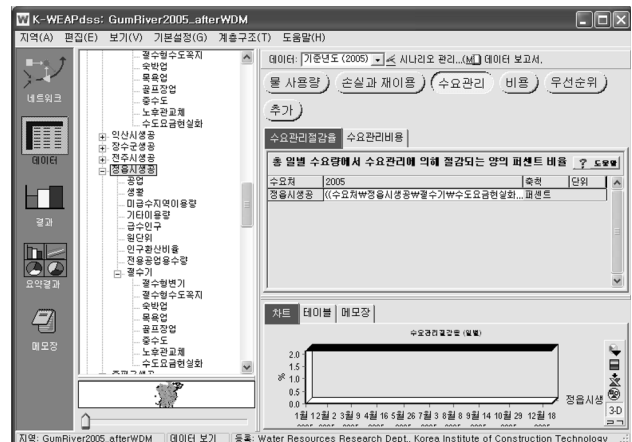 K-WEAPdss: GumRiver2005_afterWDM
지역(A) 편집(E) 보기(V) 기본설정(G) 계층구조(T) 도움말(H)
절수형수도꼭지
숙박업
목욕업
골프장업
중수도
노후관교체
수도요금현실화
익산시생공
장수군생공
전주시생공
정읍시생공
공업
생활
미급수지역이용량
기타이용량
급수인구
원단위
인구환산비율
전용공업용수량
절수기
절수형변기
절수형수도꼭지
숙박업
목욕업
골프장업
중수도
노후관교체
수도요금현실화
네트워크
데이터
결과
요약결과
메모장
데이터: 기준년도 (2005) 시나리오 관리...(M) 데이터 보고서.
물 사용량 손실과 재이용 수요관리 비용 우선순위
추가
수요관리절감율 수요관리비용
총 일별 수요량에서 수요관리에 의해 절감되는 양의 퍼센트 비율 ? 도움말
수요처 2005 축척 단위
정읍시생공 ((수요처₩정읍시생공₩절수기₩수도요금현실화... 퍼센트
차트 테이블 메모장
수요관리절감율 (일별)
2.0
1.5
%
1.0
0.5
0.0
1월 1 2월 2 3월 9 4월 16 5월 26 7월 3 8월 8 9월 14 10월 29 12월 18
정읍시생
3-D
지역: GumRiver2005_afterWDM 데이터 보기 등록: Water Resources Research Dept., Korea Institute of Construction Technology